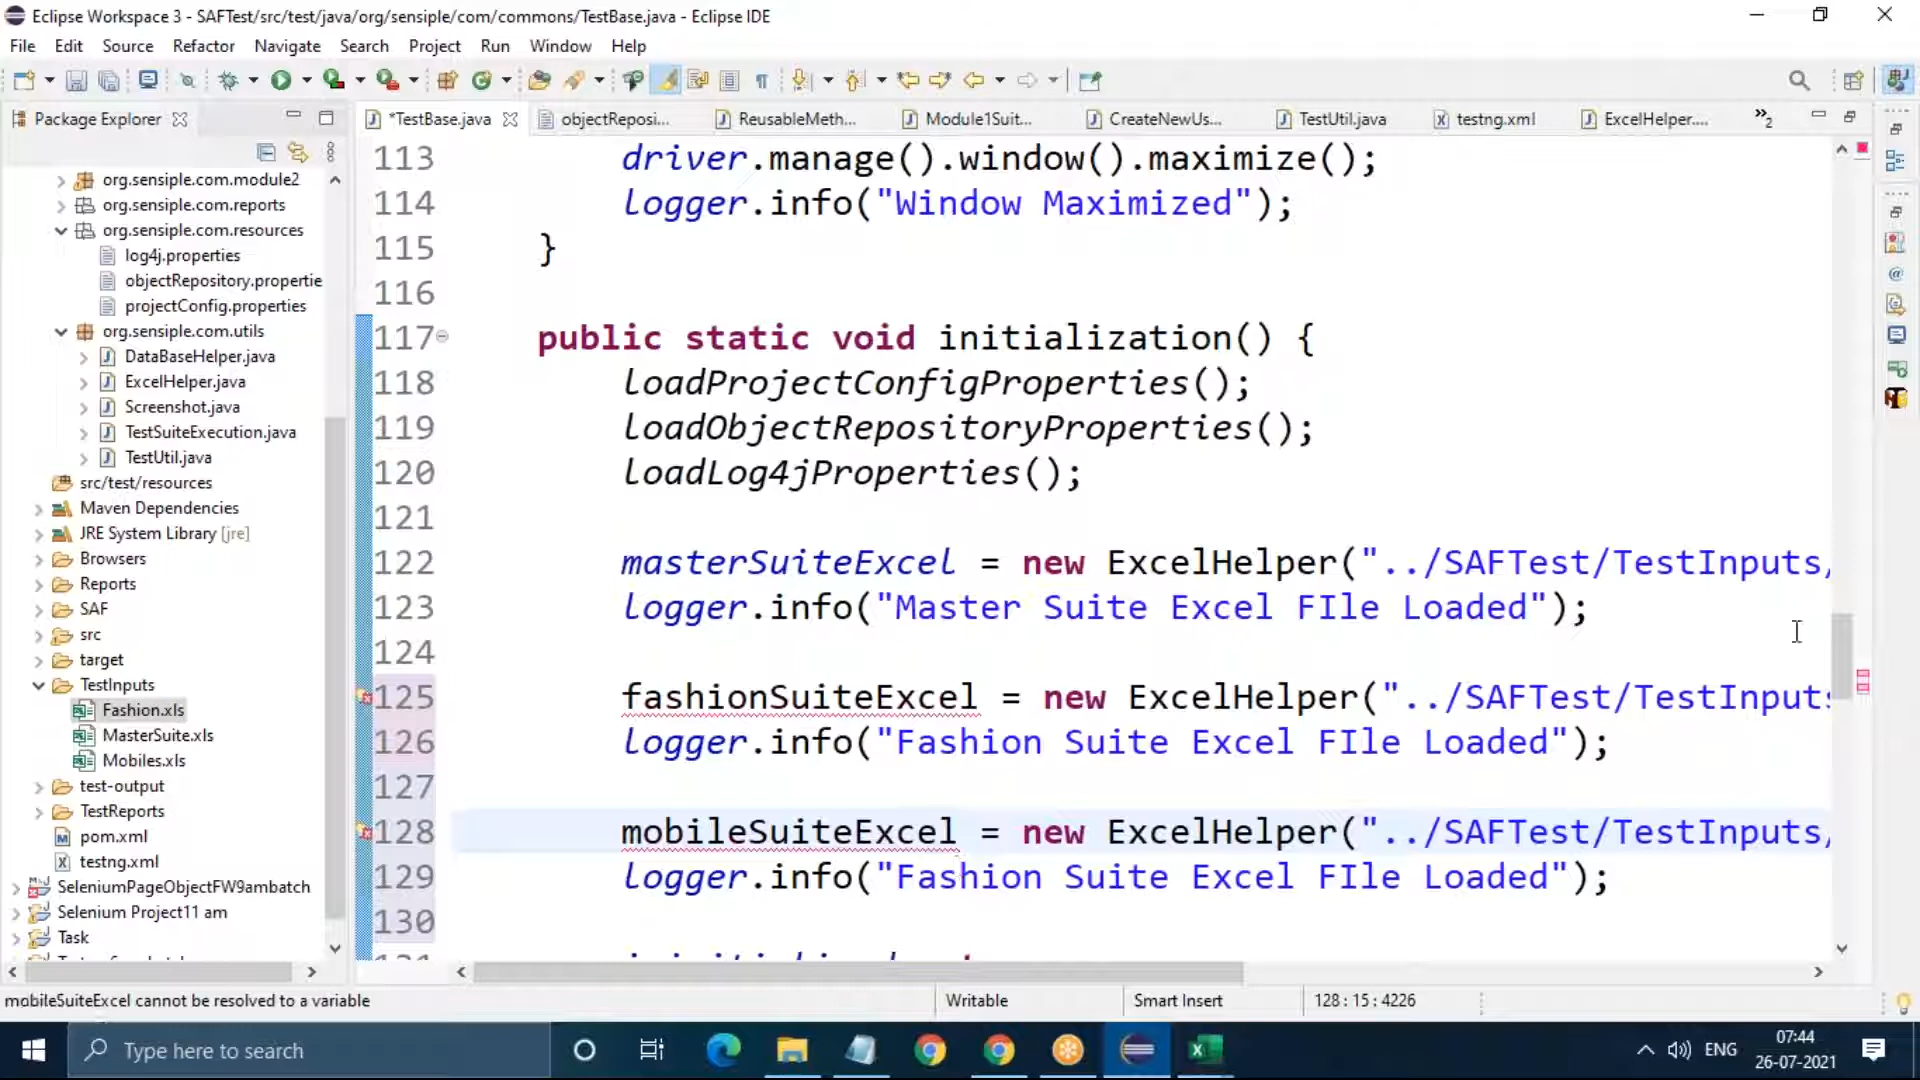 Eclipse Workspace 3 - SAFTest/src/test/java/org/sensiple/com/commons/TestBase.java - Eclipse IDE
File Edit Source Refactor Navigate Search Project Run Window Help
Package Explorer
*TestBase.java objectReposi... ReusableMeth... Module1Suit... CreateNewUs... TestUtil.java testng.xml ExcelHelper.... »2
org.sensiple.com.module2
org.sensiple.com.reports
org.sensiple.com.resources
log4j.properties
objectRepository.propertie
projectConfig.properties
org.sensiple.com.utils
DataBaseHelper.java
ExcelHelper.java
Screenshot.java
TestSuiteExecution.java
TestUtil.java
src/test/resources
Maven Dependencies
JRE System Library [jre]
Browsers
Reports
SAF
src
target
TestInputs
Fashion.xls
MasterSuite.xls
Mobiles.xls
test-output
TestReports
pom.xml
testng.xml
SeleniumPageObjectFW9ambatch
Selenium Project11 am
Task
113 driver.manage().window().maximize();
114 logger.info("Window Maximized");
115 }
116
117 public static void initialization() {
118 loadProjectConfigProperties();
119 loadObjectRepositoryProperties();
120 loadLog4jProperties();
121
122 masterSuiteExcel = new ExcelHelper("../SAFTest/TestInputs/
123 logger.info("Master Suite Excel FIle Loaded");
124
125 fashionSuiteExcel = new ExcelHelper("../SAFTest/TestInputs
126 logger.info("Fashion Suite Excel FIle Loaded");
127
128 mobileSuiteExcel = new ExcelHelper("../SAFTest/TestInputs/
129 logger.info("Fashion Suite Excel FIle Loaded");
130
mobileSuiteExcel cannot be resolved to a variable Writable Smart Insert 128 : 15 : 4226
Type here to search ENG 07:44
26-07-2021